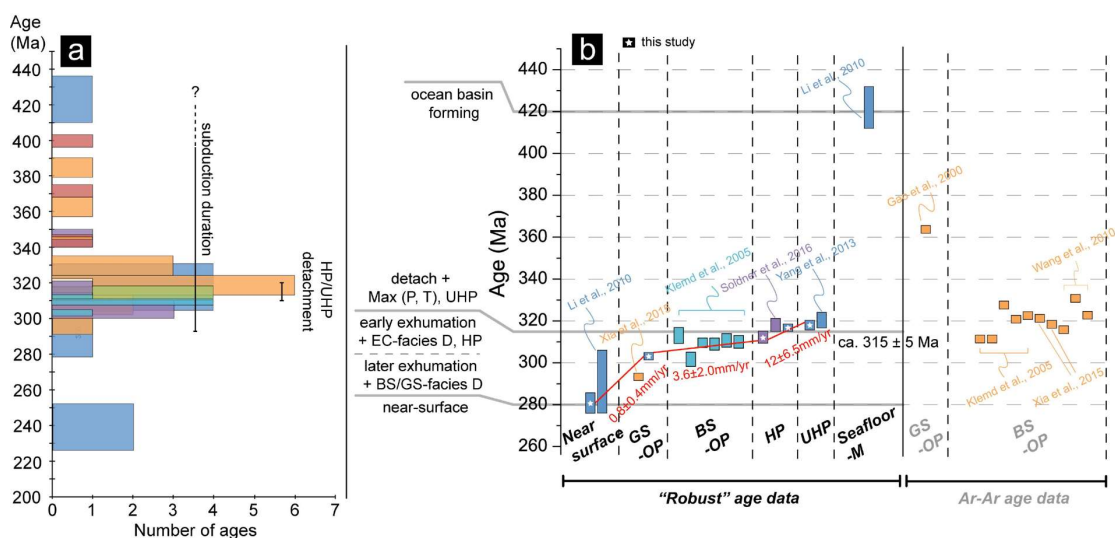 Age
(Ma)
a
440
420
400
380
360
340
320
300
280
260
240
220
200
0
1
2
3
4
5
6
7
Number of ages
?
subduction duration
HP/UHP
detachment
ocean basin
forming
detach +
Max (P, T), UHP
early exhumation
+ EC-facies D, HP
later exhumation
+ BS/GS-facies D
near-surface
b
this study
Age (Ma)
440
420
400
380
360
340
320
300
280
260
Li et al., 2010
Xia et al., 2015
Klemd et al., 2005
Soldner et al., 2016
Yang et al., 2013
Li et al., 2010
Gao et al., 2000
Wang et al., 2010
Klemd et al., 2005
Xia et al., 2015
0.8±0.4mm/yr
3.6±2.0mm/yr
12±6.5mm/yr
ca. 315 ± 5 Ma
Near
surface
GS
-OP
BS
-OP
HP
UHP
Seafloor
-M
GS
-OP
BS
-OP
“Robust” age data
Ar-Ar age data